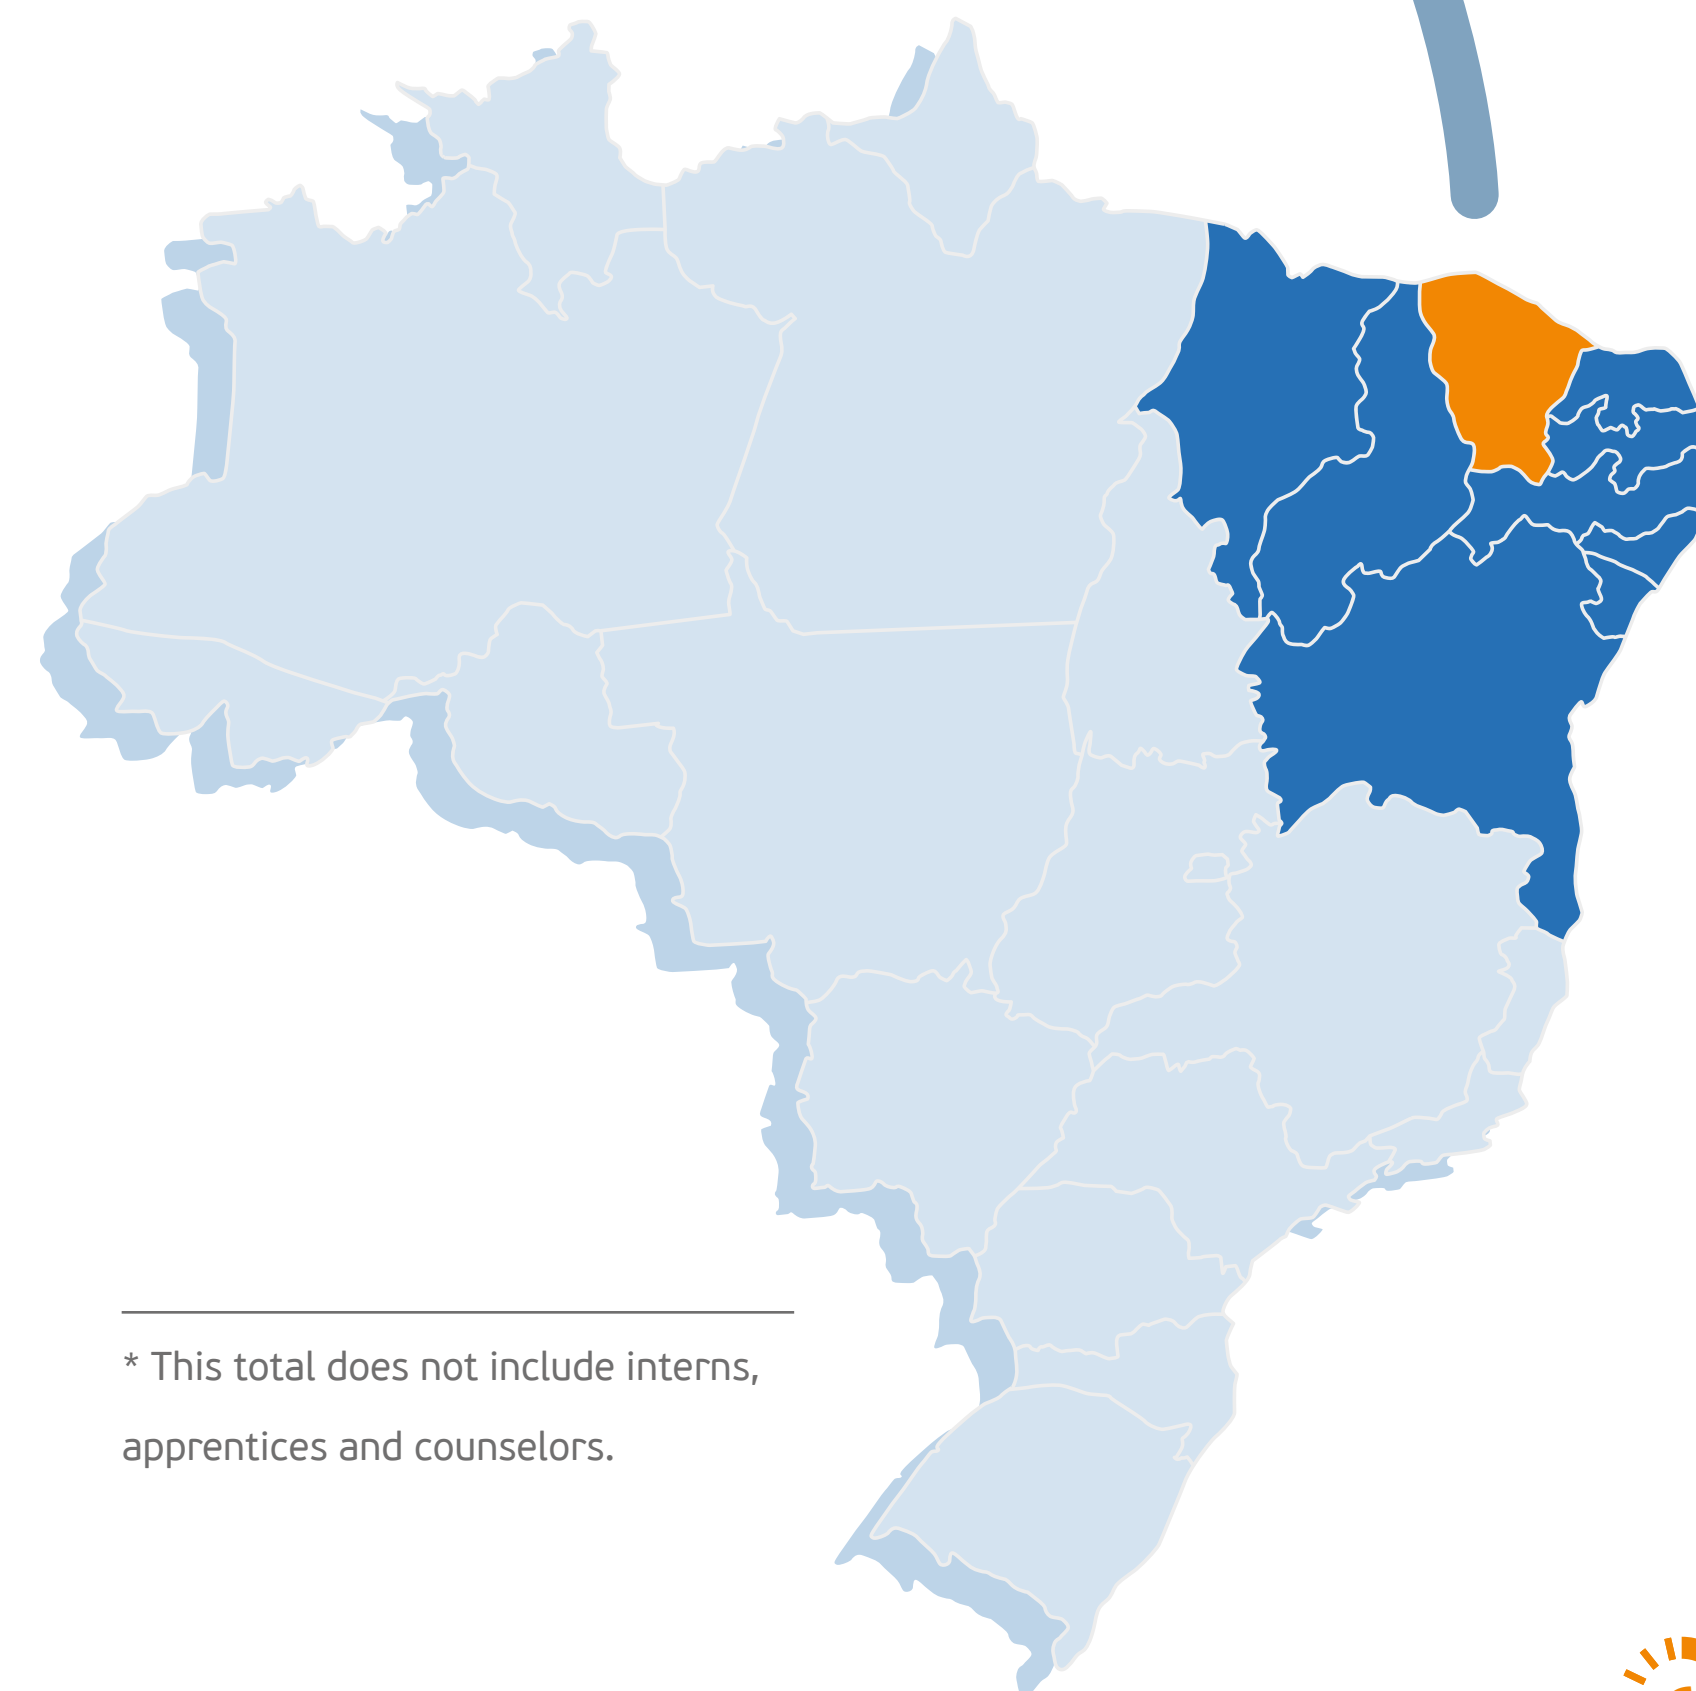 * This total does not include interns,
apprentices and counselors.